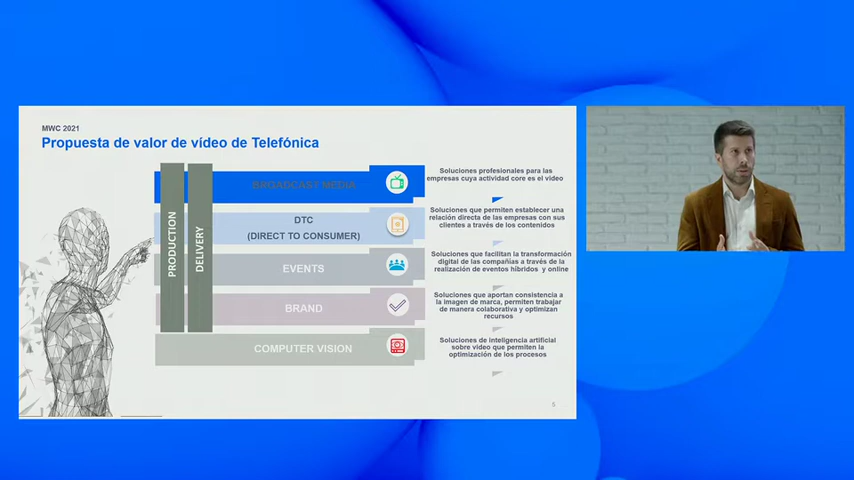 MWC 2021
Propuesta de valor de vídeo de Telefónica
PRODUCTION
DELIVERY
BROADCAST MEDIA
Soluciones profesionales para las
empresas cuya actividad core es el video
DTC
(DIRECT TO CONSUMER)
Soluciones que permiten establecer una
relación directa de las empresas con sus
clientes a través de los contenidos
EVENTS
Soluciones que facilitan la transformación
digital de las compañías a través de la
realización de eventos híbridos y online
BRAND
Soluciones que aportan consistencia a
la imagen de marca, permiten trabajar
de manera colaborativa y optimizan
recursos
COMPUTER VISION
Soluciones de inteligencia artificial
sobre video que permiten la
optimización de los procesos
5